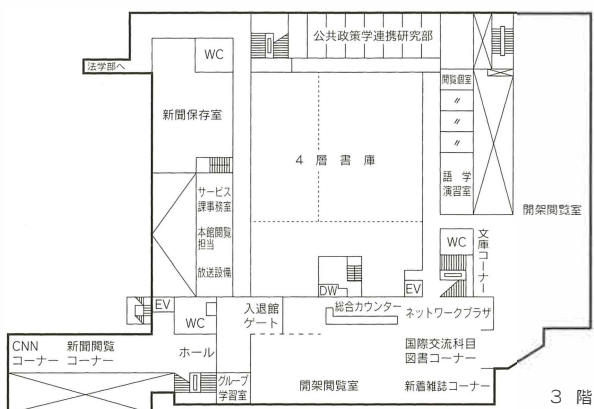 公共政策学連携研究部
WC
法学部へ
閲覧個室
〃
〃
〃
新聞保存室
4層書庫
語学
演習室
サービス
課事務室
開架閲覧室
本館閲覧
担当
WC
文庫コーナー
放送設備
DW
EV
EV
入退館
ゲート
総合カウンター
ネットワークプラザ
WC
CNN
コーナー
新聞閲覧
コーナー
ホール
国際交流科目
図書コーナー
グループ
学習室
開架閲覧室
新着雑誌コーナー
3階